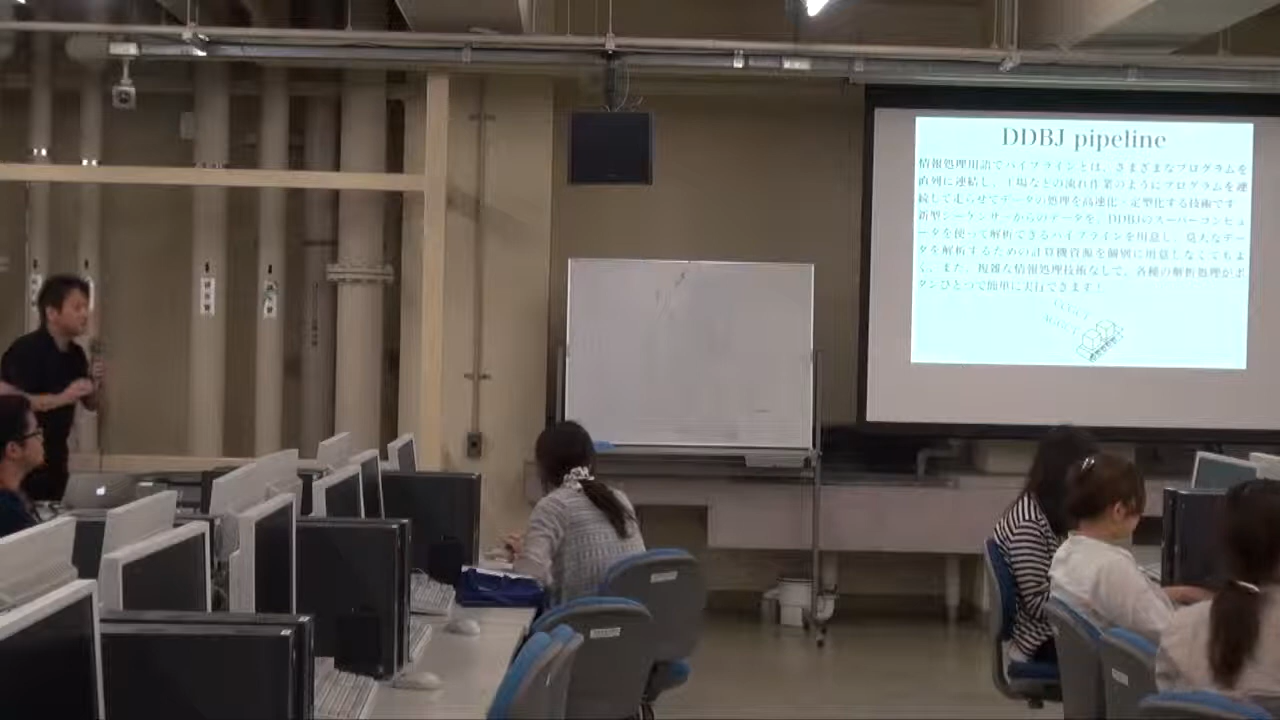 DDBJ pipeline
情報処理用語でパイプラインとは、さまざまなプログラムを
直列に連結し、工場などの流れ作業のようにプログラムを連
続して走らせてデータの処理を高速化・定型化する技術です
新型シーケンサーからのデータを、DDBJのスーパーコンピュ
ータを使って解析できるパイプラインを用意し、莫大なデー
タを解析するための計算機資源を個別に用意しなくてもよ
く、また、複雑な情報処理技術なしで、各種の解析処理がボ
タンひとつで簡単に実行できます！